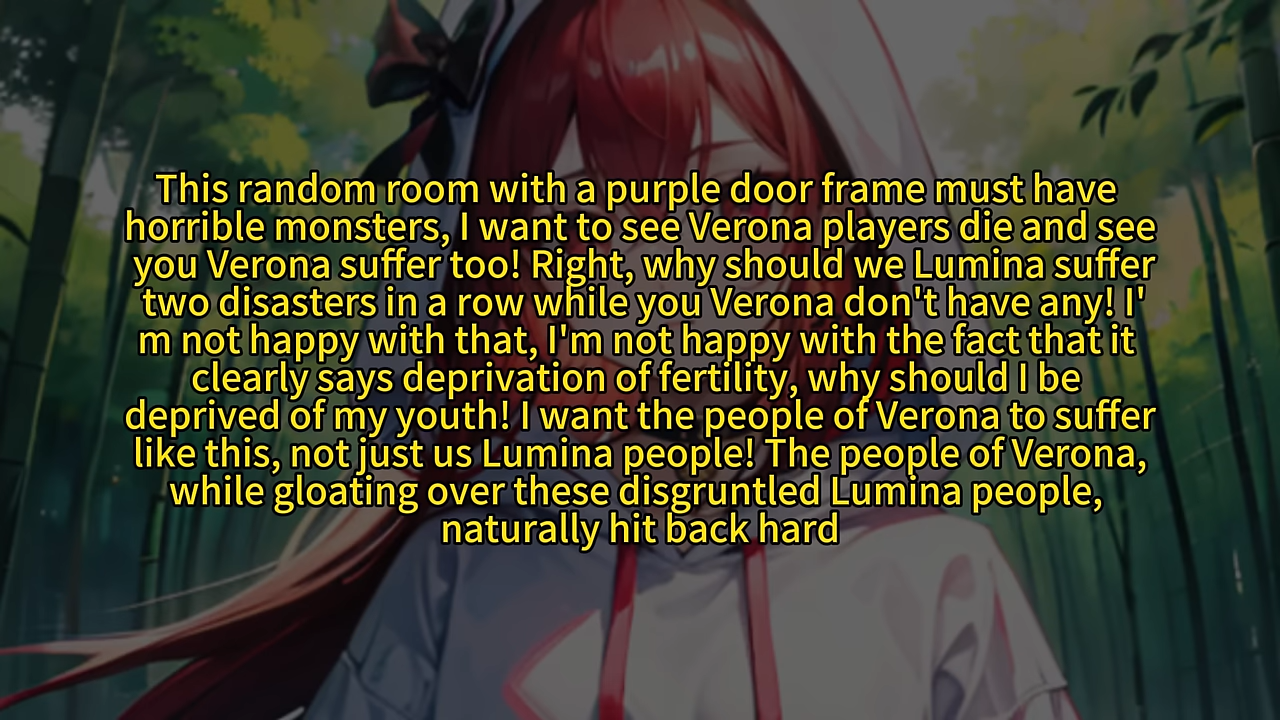 This random room with a purple door frame must have
horrible monsters, I want to see Verona players die and see
you Verona suffer too! Right, why should we Lumina suffer
two disasters in a row while you Verona don't have any! I'
m not happy with that, I'm not happy with the fact that it
clearly says deprivation of fertility, why should I be
deprived of my youth! I want the people of Verona to suffer
like this, not just us Lumina people! The people of Verona,
while gloating over these disgruntled Lumina people,
naturally hit back hard